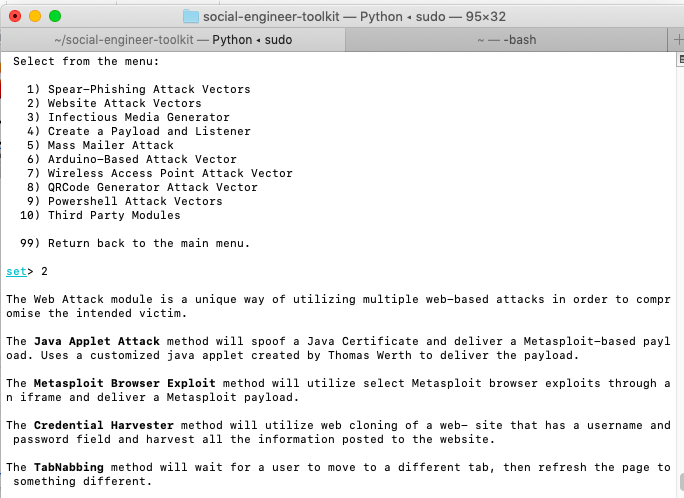 social-engineer-toolkit — Python ◂ sudo — 95×32
~/social-engineer-toolkit — Python ◂ sudo
~ — -bash
Select from the menu:
1) Spear-Phishing Attack Vectors
2) Website Attack Vectors
3) Infectious Media Generator
4) Create a Payload and Listener
5) Mass Mailer Attack
6) Arduino-Based Attack Vector
7) Wireless Access Point Attack Vector
8) QRCode Generator Attack Vector
9) Powershell Attack Vectors
10) Third Party Modules
99) Return back to the main menu.
set> 2
The Web Attack module is a unique way of utilizing multiple web-based attacks in order to compr
omise the intended victim.
The Java Applet Attack method will spoof a Java Certificate and deliver a Metasploit-based payl
oad. Uses a customized java applet created by Thomas Werth to deliver the payload.
The Metasploit Browser Exploit method will utilize select Metasploit browser exploits through a
n iframe and deliver a Metasploit payload.
The Credential Harvester method will utilize web cloning of a web- site that has a username and
password field and harvest all the information posted to the website.
The TabNabbing method will wait for a user to move to a different tab, then refresh the page to
something different.